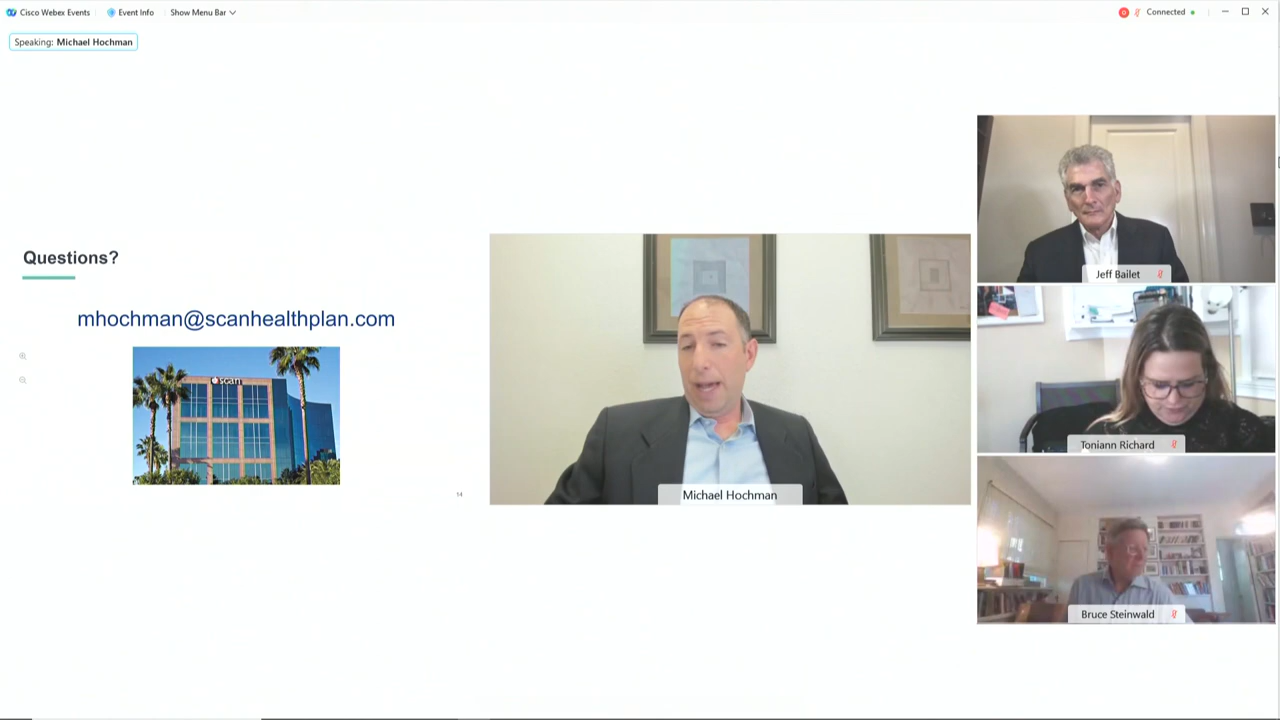 Cisco Webex Events
Event Info
Show Menu Bar
Connected
Speaking: Michael Hochman
Questions?
mhochman@scanhealthplan.com
scan
14
Michael Hochman
Jeff Bailet
Toniann Richard
Bruce Steinwald